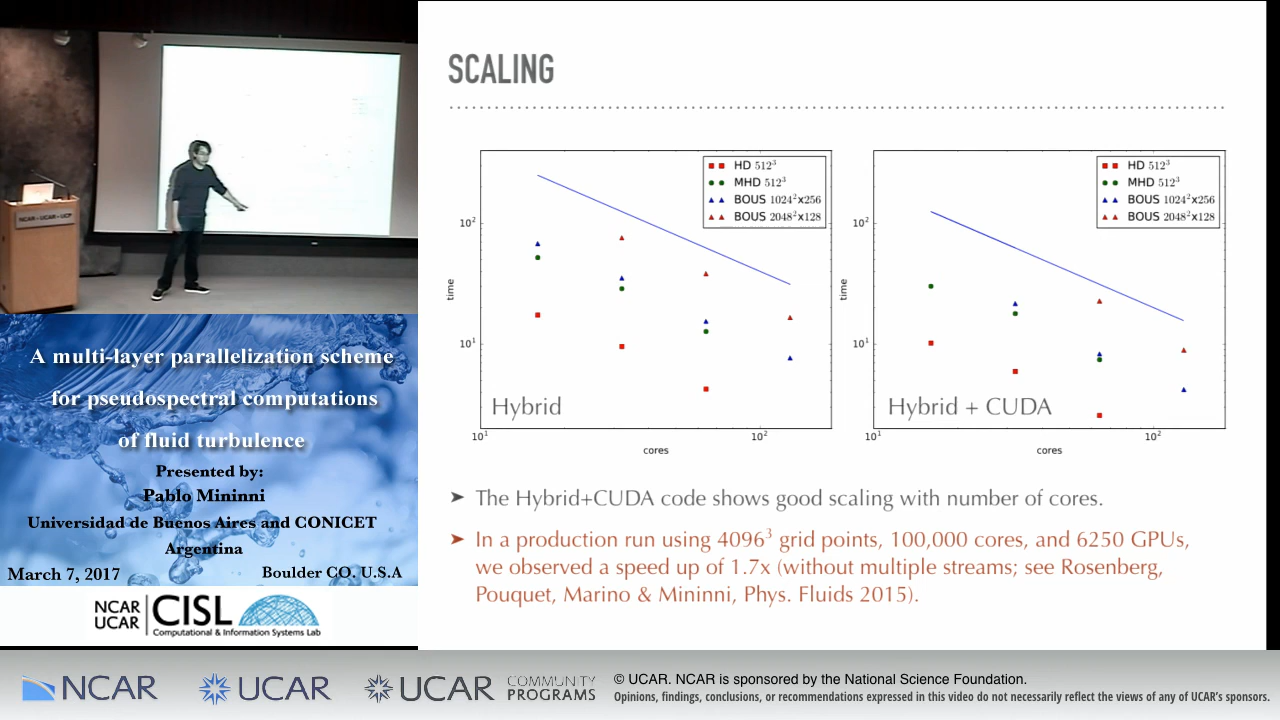 NCAR • UCAR • UCP
A multi-layer parallelization scheme
for pseudospectral computations
of fluid turbulence
Presented by:
Pablo Mininni
Universidad de Buenos Aires and CONICET
Argentina
March 7, 2017
Boulder CO. U.S.A
NCAR
UCAR
CISL
Computational & Information Systems Lab
SCALING
HD 512³
MHD 512³
BOUS 1024²x256
BOUS 2048²x128
10²
10¹
time
Hybrid
10¹
10²
cores
HD 512³
MHD 512³
BOUS 1024²x256
BOUS 2048²x128
10²
10¹
time
Hybrid + CUDA
10¹
10²
cores
➤ The Hybrid+CUDA code shows good scaling with number of cores.
➤ In a production run using 4096³ grid points, 100,000 cores, and 6250 GPUs,
we observed a speed up of 1.7x (without multiple streams; see Rosenberg,
Pouquet, Marino & Mininni, Phys. Fluids 2015).
NCAR
UCAR
UCAR
COMMUNITY
PROGRAMS
© UCAR. NCAR is sponsored by the National Science Foundation.
Opinions, findings, conclusions, or recommendations expressed in this video do not necessarily reflect the views of any of UCAR's sponsors.